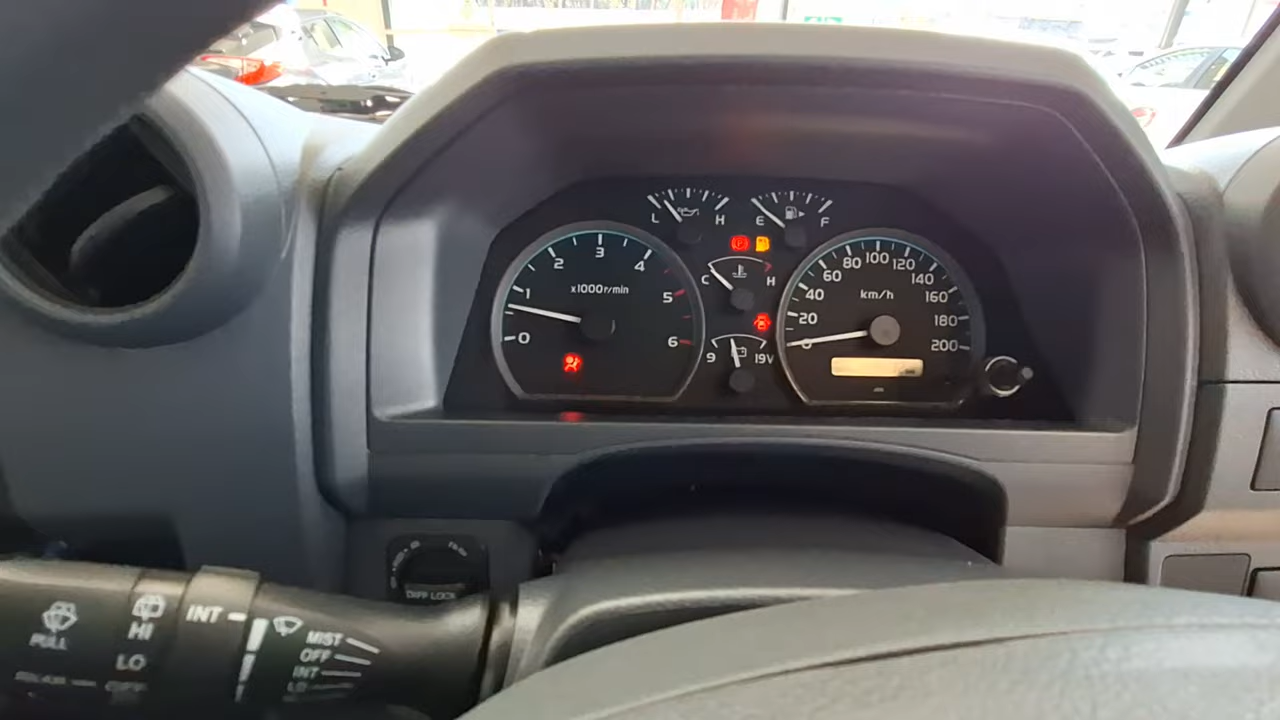 L H
E F
C H
9 19V
0 1 2 3 4 5 6
x1000r/min
0 20 40 60 80 100 120 140 160 180 200
km/h
DIFF LOCK
PULL
HI
LO
INT
MIST
OFF
INT
LO